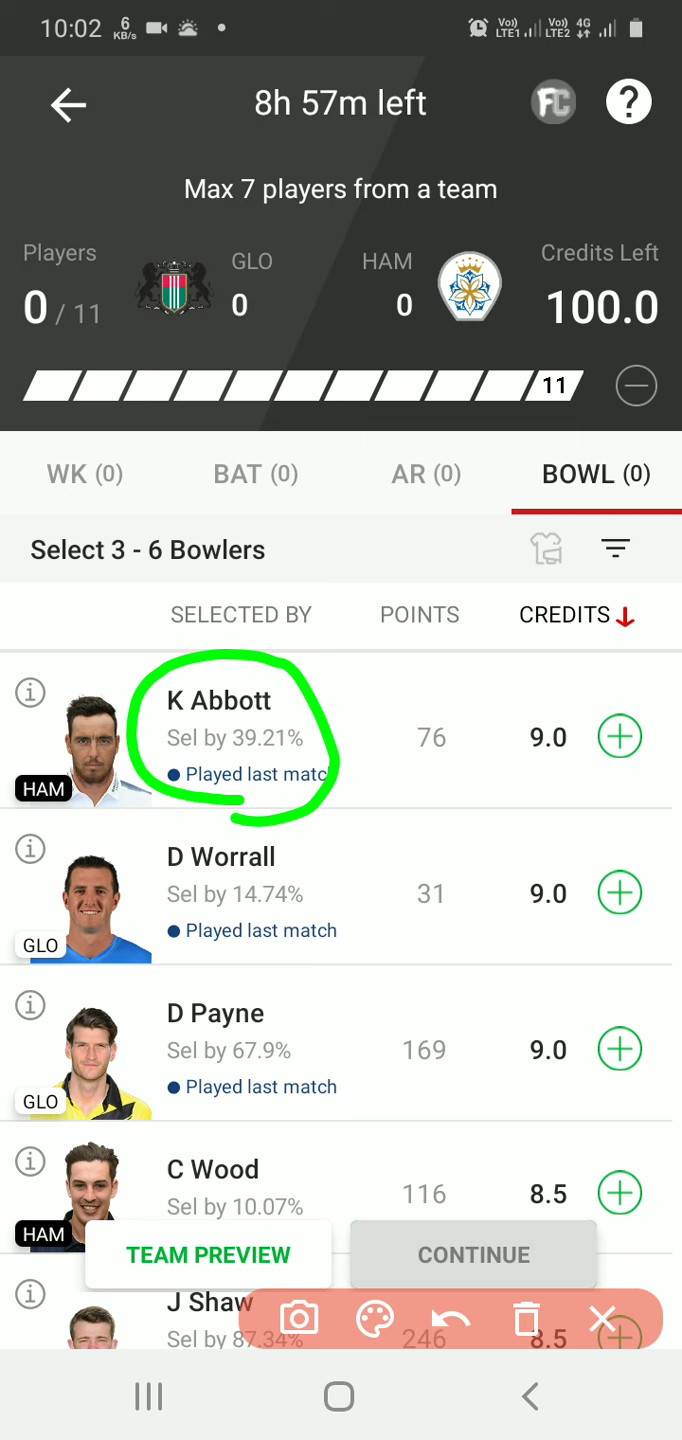 10:02 6 KB/s Vo) LTE1 Vo) LTE2 4G
8h 57m left FC ?
Max 7 players from a team
Players GLO HAM Credits Left
0 / 11 0 0 100.0
11
WK (0) BAT (0) AR (0) BOWL (0)
Select 3 - 6 Bowlers
SELECTED BY POINTS CREDITS
K Abbott
Sel by 39.21% 76 9.0
Played last match
HAM
D Worrall
Sel by 14.74% 31 9.0
Played last match
GLO
D Payne
Sel by 67.9% 169 9.0
Played last match
GLO
C Wood
Sel by 10.07% 116 8.5
HAM
TEAM PREVIEW CONTINUE
J Shaw
Sel by 87.34% 246 8.5